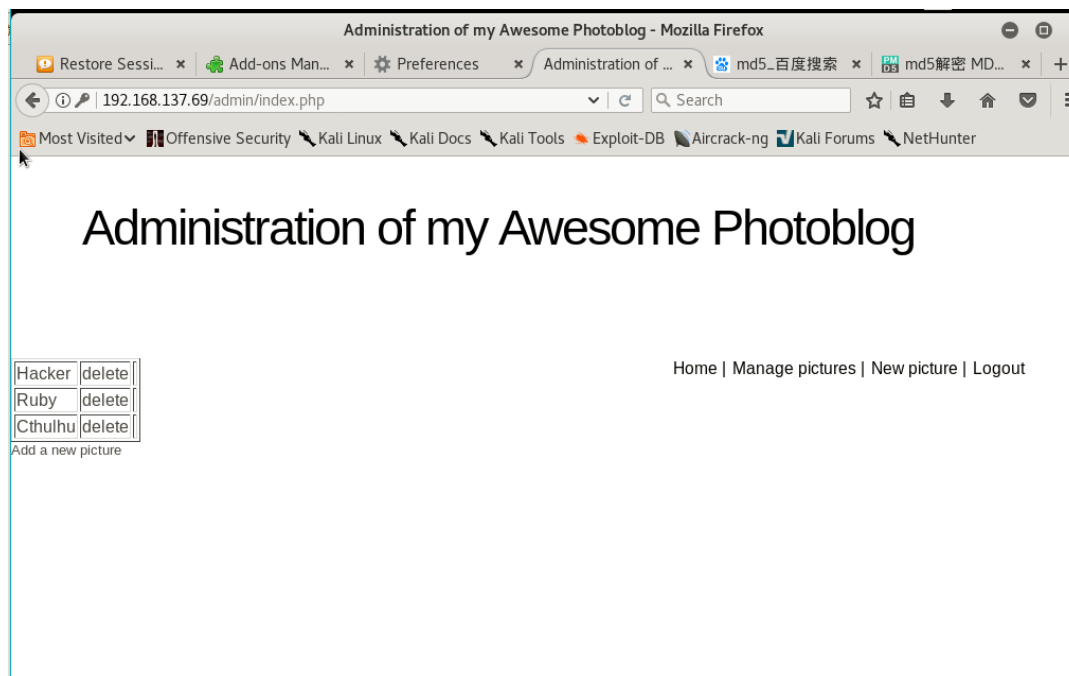 Administration of my Awesome Photoblog - Mozilla Firefox
Restore Sessi... Add-ons Man... Preferences Administration of ... md5_百度搜索 md5解密 MD...
192.168.137.69/admin/index.php Search
Most Visited Offensive Security Kali Linux Kali Docs Kali Tools Exploit-DB Aircrack-ng Kali Forums NetHunter
Administration of my Awesome Photoblog
Home | Manage pictures | New picture | Logout
Hacker delete
Ruby delete
Cthulhu delete
Add a new picture